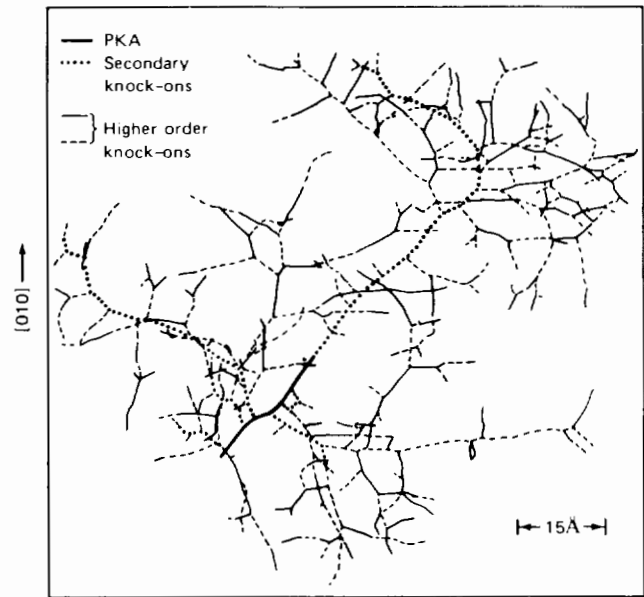 PKA
Secondary
knock-ons
Higher order
knock-ons
[010]
15Å